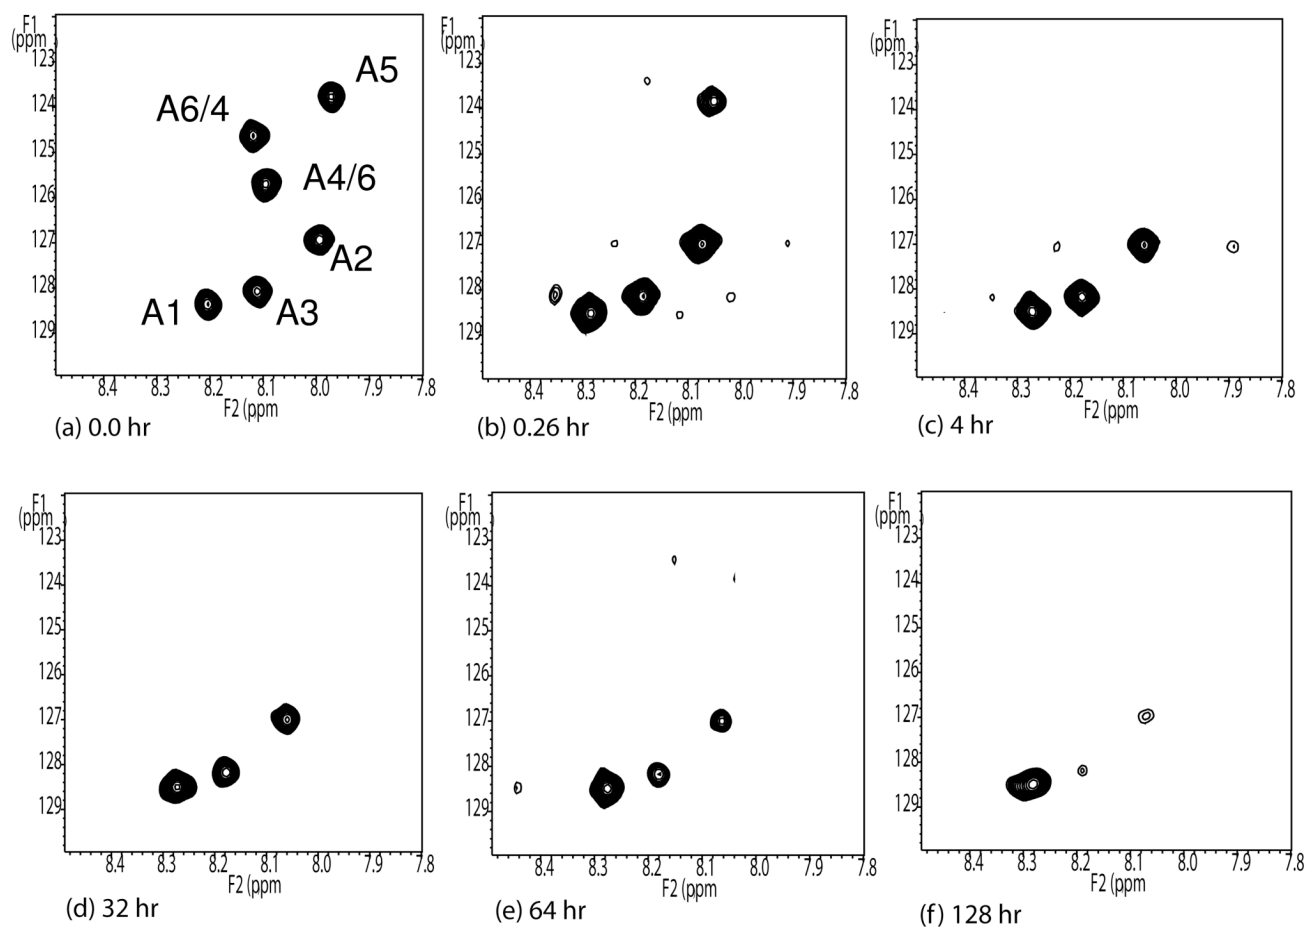 F1
(ppm
123
124
125
126
127
128
129
A5
A6/4
A4/6
A2
A1
A3
8.4 8.3 8.2 8.1 8.0 7.9 7.8
F2 (ppm
(a) 0.0 hr
F1
(ppm
123
124
125
126
127
128
129
8.4 8.3 8.2 8.1 8.0 7.9 7.8
F2 (ppm
(b) 0.26 hr
F1
(ppm
123
124
125
126
127
128
129
8.4 8.3 8.2 8.1 8.0 7.9 7.8
F2 (ppm
(c) 4 hr
F1
(ppm
123
124
125
126
127
128
129
8.4 8.3 8.2 8.1 8.0 7.9 7.8
F2 (ppm
(d) 32 hr
F1
(ppm
123
124
125
126
127
128
129
8.4 8.3 8.2 8.1 8.0 7.9 7.8
F2 (ppm
(e) 64 hr
F1
(ppm
123
124
125
126
127
128
129
8.4 8.3 8.2 8.1 8.0 7.9 7.8
F2 (ppm
(f) 128 hr